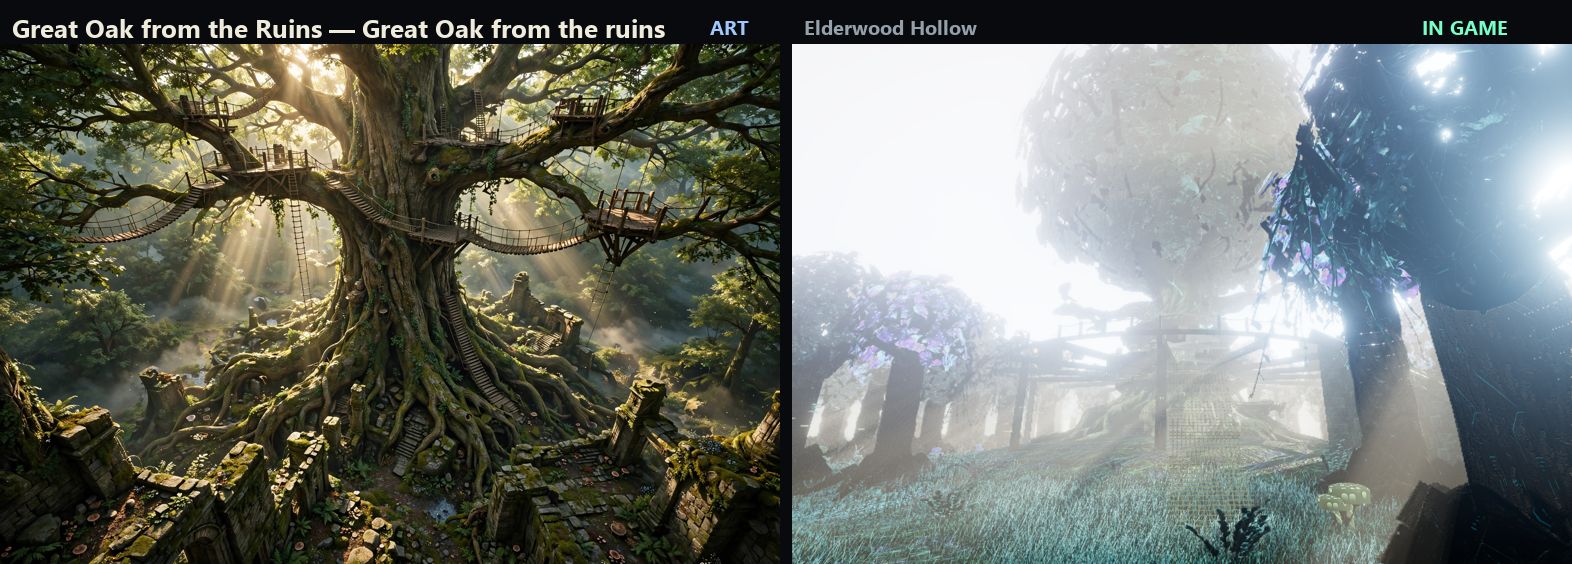 Great Oak from the Ruins — Great Oak from the ruins ART
Elderwood Hollow IN GAME